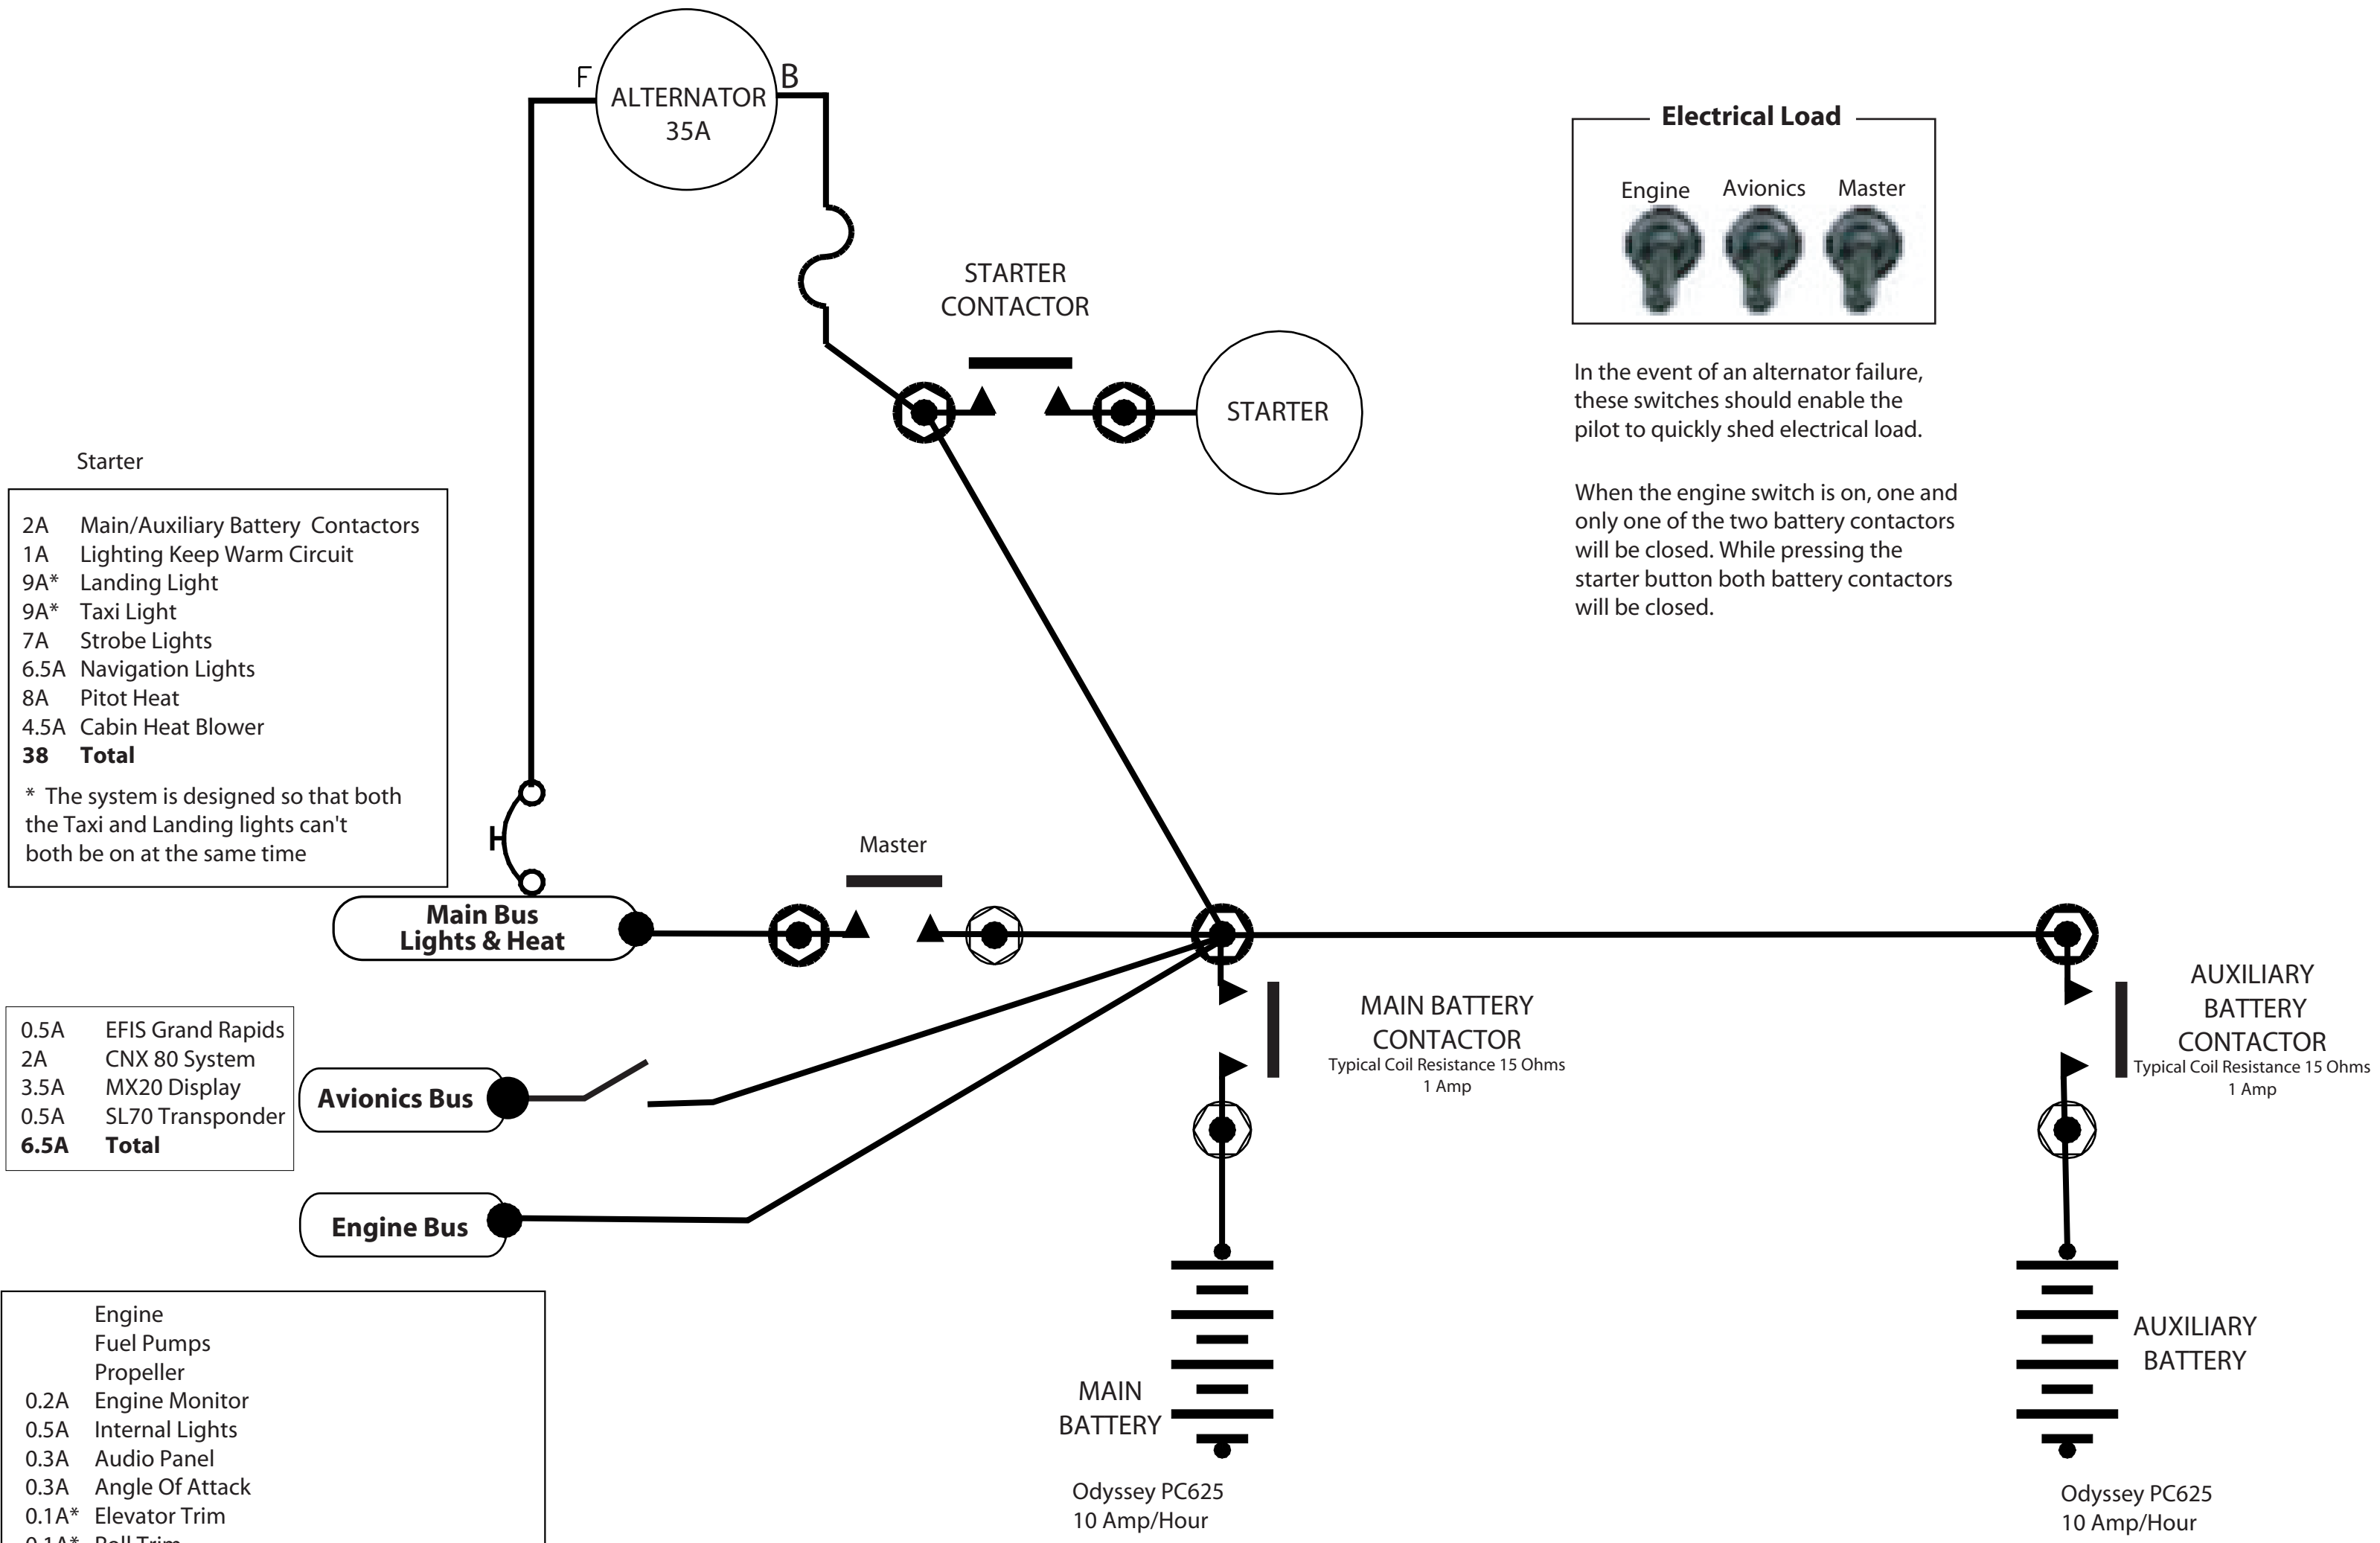 F
B
ALTERNATOR
35A
Electrical Load
Engine Avionics Master
In the event of an alternator failure,
these switches should enable the
pilot to quickly shed electrical load.
When the engine switch is on, one and
only one of the two battery contactors
will be closed. While pressing the
starter button both battery contactors
will be closed.
STARTER
CONTACTOR
STARTER
Starter
2A Main/Auxiliary Battery Contactors
1A Lighting Keep Warm Circuit
9A* Landing Light
9A* Taxi Light
7A Strobe Lights
6.5A Navigation Lights
8A Pitot Heat
4.5A Cabin Heat Blower
38 Total
* The system is designed so that both
the Taxi and Landing lights can't
both be on at the same time
Master
Main Bus
Lights & Heat
MAIN BATTERY
CONTACTOR
Typical Coil Resistance 15 Ohms
1 Amp
AUXILIARY
BATTERY
CONTACTOR
Typical Coil Resistance 15 Ohms
1 Amp
0.5A EFIS Grand Rapids
2A CNX 80 System
3.5A MX20 Display
0.5A SL70 Transponder
6.5A Total
Avionics Bus
Engine Bus
Engine
Fuel Pumps
Propeller
0.2A Engine Monitor
0.5A Internal Lights
0.3A Audio Panel
0.3A Angle Of Attack
0.1A* Elevator Trim
0.1A* Roll Trim
MAIN
BATTERY
Odyssey PC625
10 Amp/Hour
AUXILIARY
BATTERY
Odyssey PC625
10 Amp/Hour